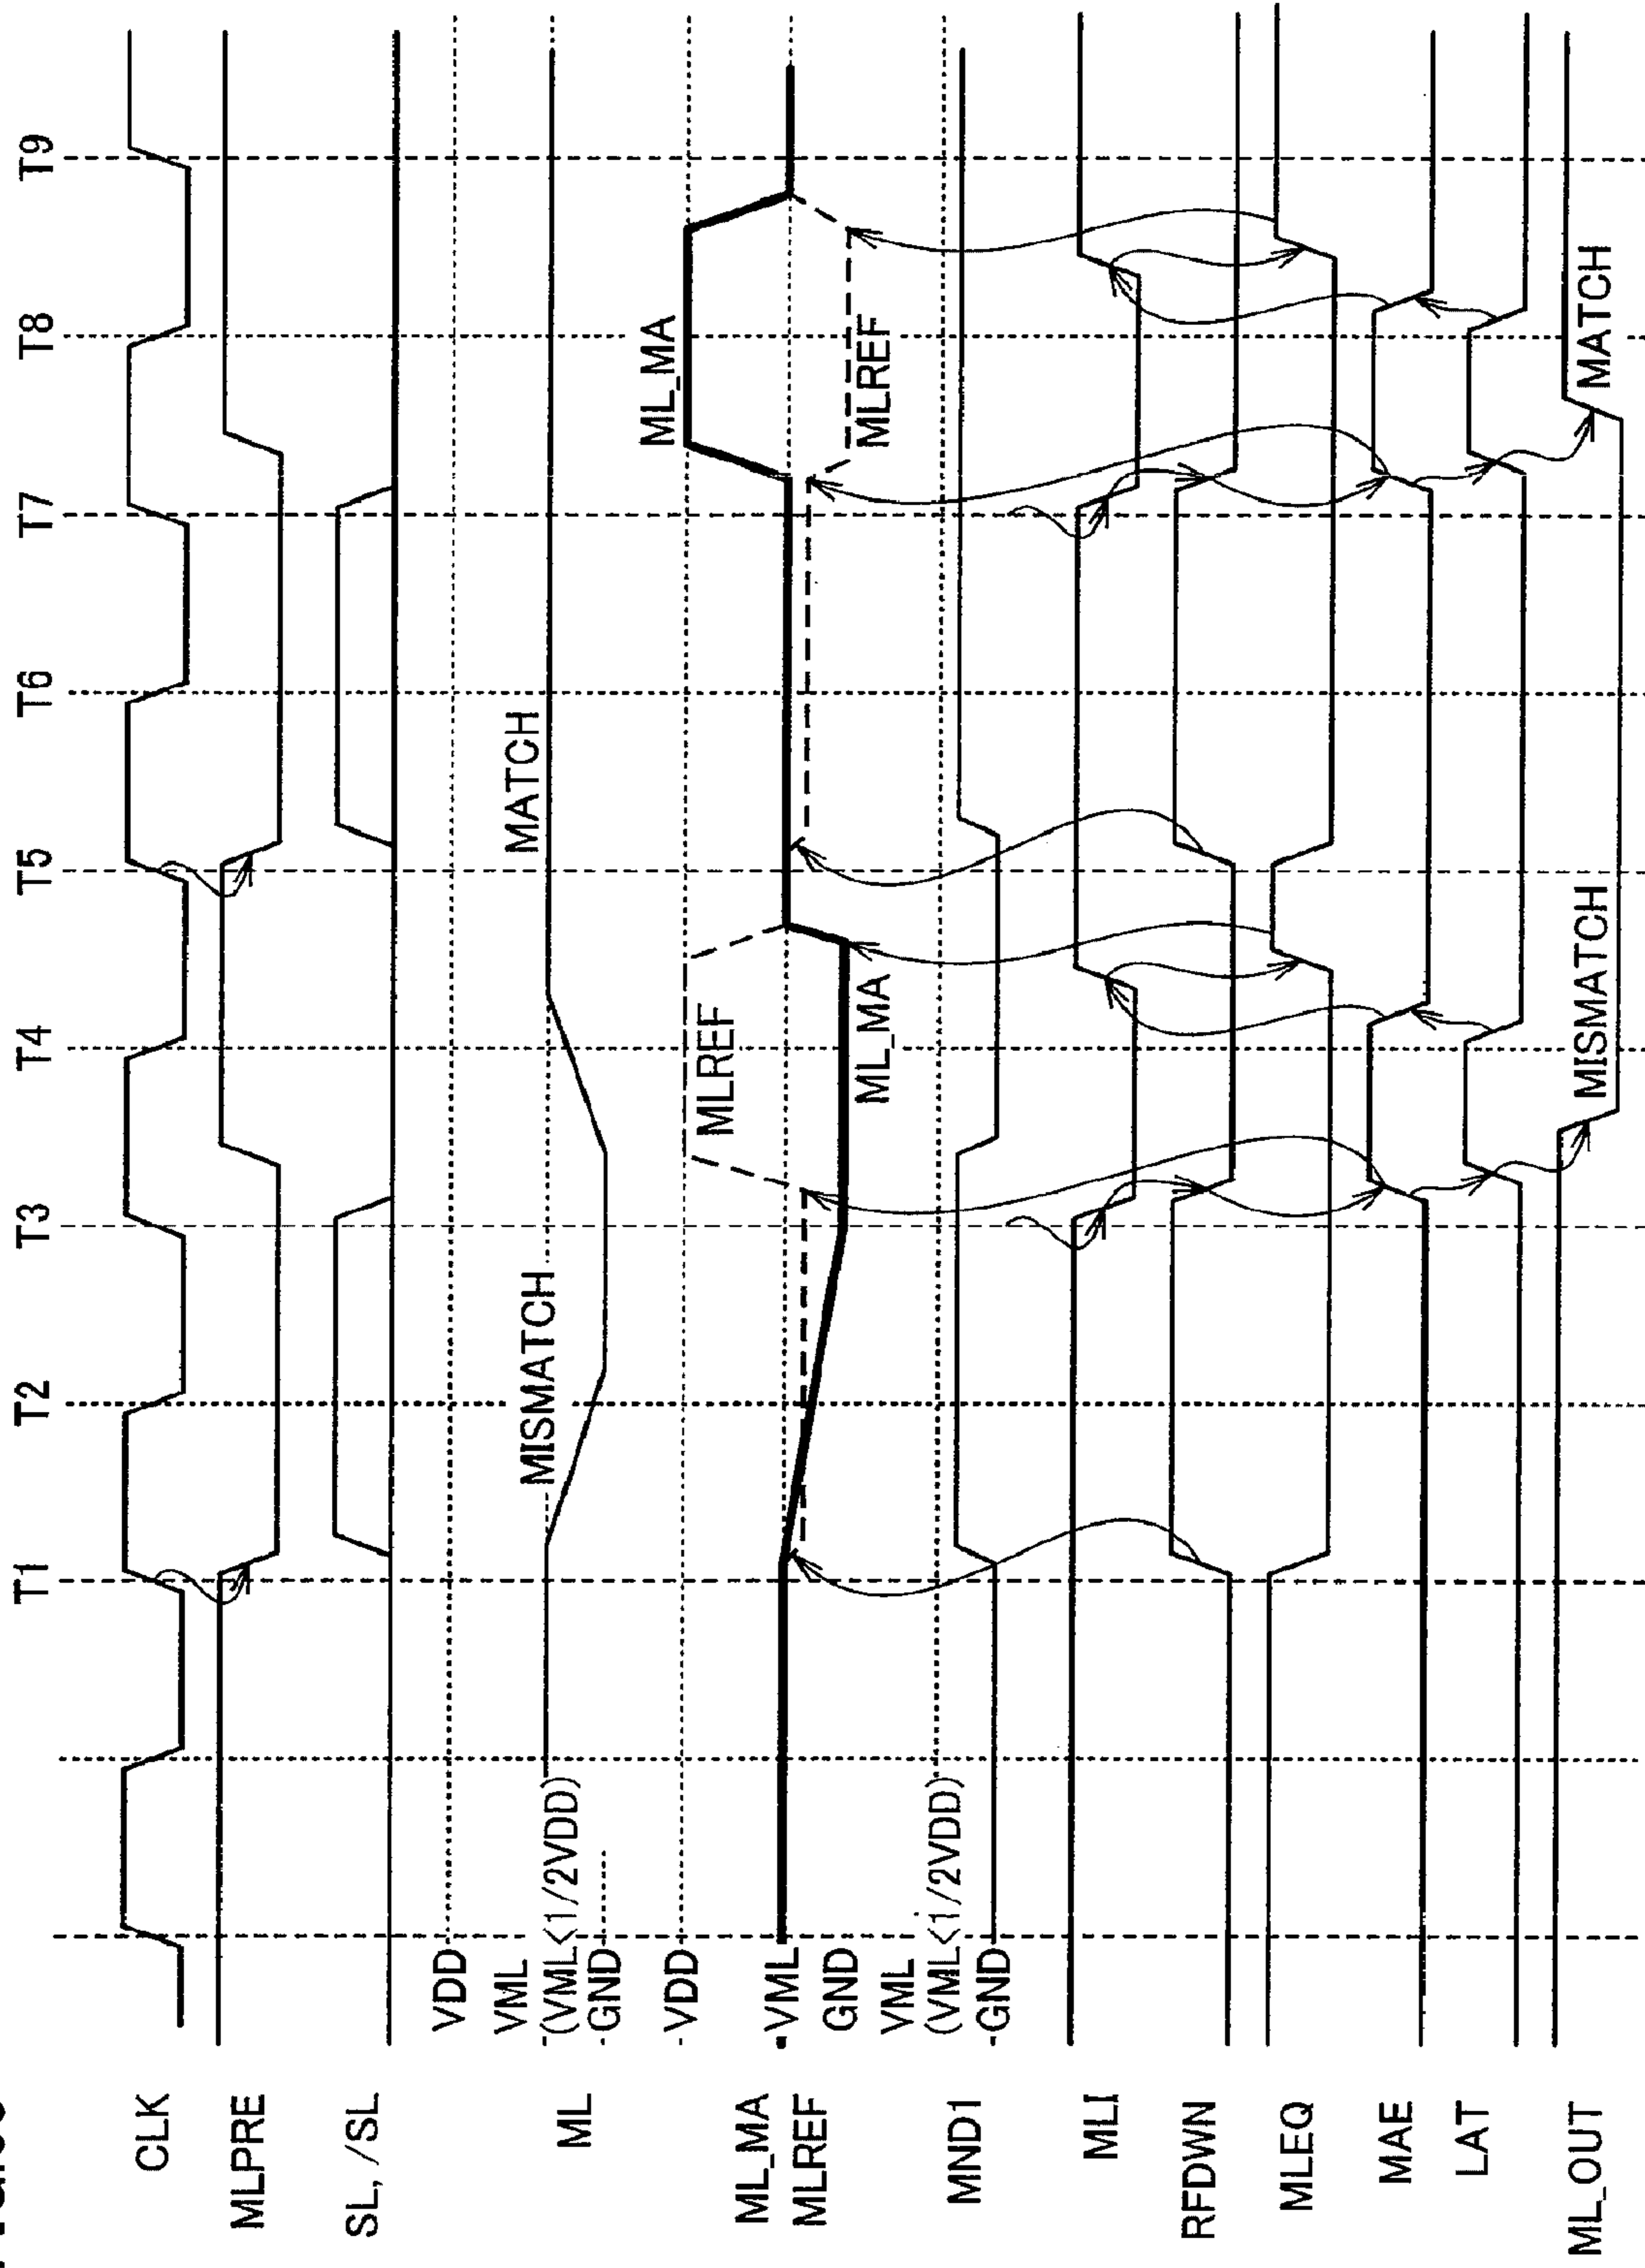 T1 T2 T3 T4 T5 T6 T7 T8 T9
CLK
MLPRE
SL, /SL
VDD
VML
(VML<1/2VDD)
GND
ML
MISMATCH
MATCH
VDD
VML
GND
ML_MA
MLREF
MLREF
ML_MA
ML_MA
MLREF
VML
(VML<1/2VDD)
GND
MND1
MLI
RFDWN
MLEQ
MAE
LAT
ML_OUT
MISMATCH
MATCH